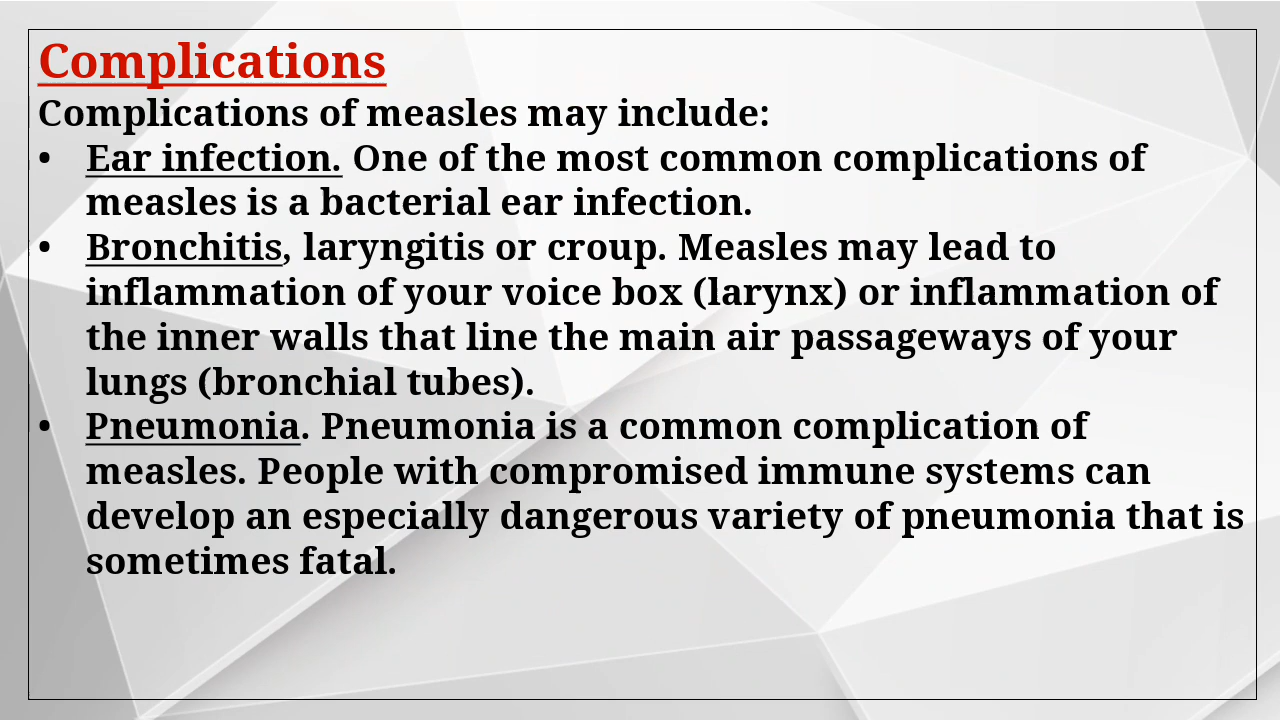 Complications
Complications of measles may include:
• Ear infection. One of the most common complications of
measles is a bacterial ear infection.
• Bronchitis, laryngitis or croup. Measles may lead to
inflammation of your voice box (larynx) or inflammation of
the inner walls that line the main air passageways of your
lungs (bronchial tubes).
• Pneumonia. Pneumonia is a common complication of
measles. People with compromised immune systems can
develop an especially dangerous variety of pneumonia that is
sometimes fatal.